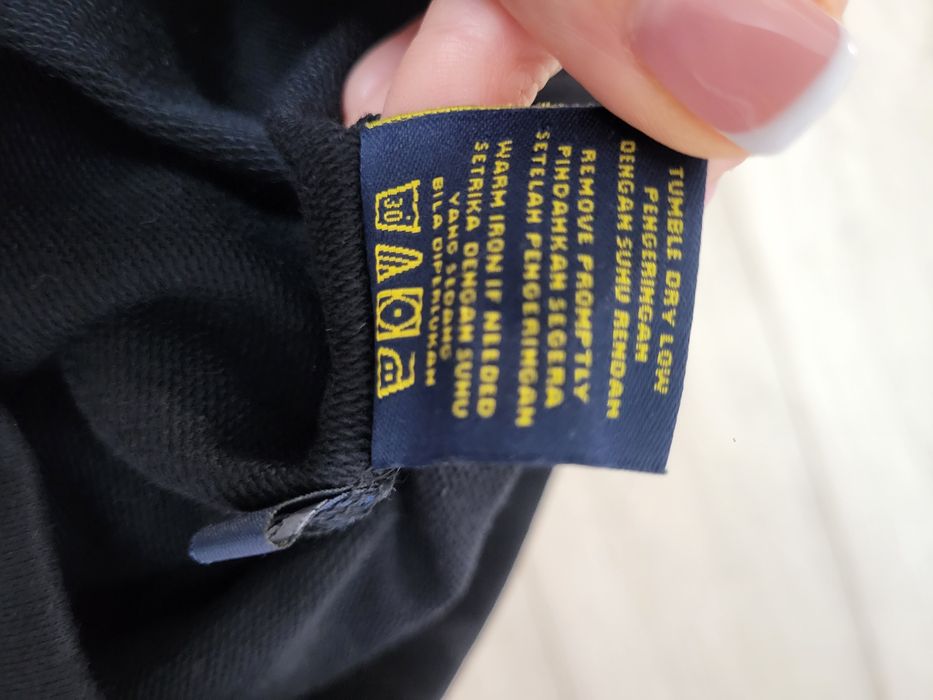 TUMBLE DRY LOW
PENGERINGAN
DENGAN SUHU RENDAH
REMOVE PROMPTLY
PINDAHKAN SEGERA
SETELAH PENGERINGAN
WARM IRON IF NEEDED
SETRIKA DENGAN SUHU
YANG SEDANG
BILA DIPERLUKAN
30